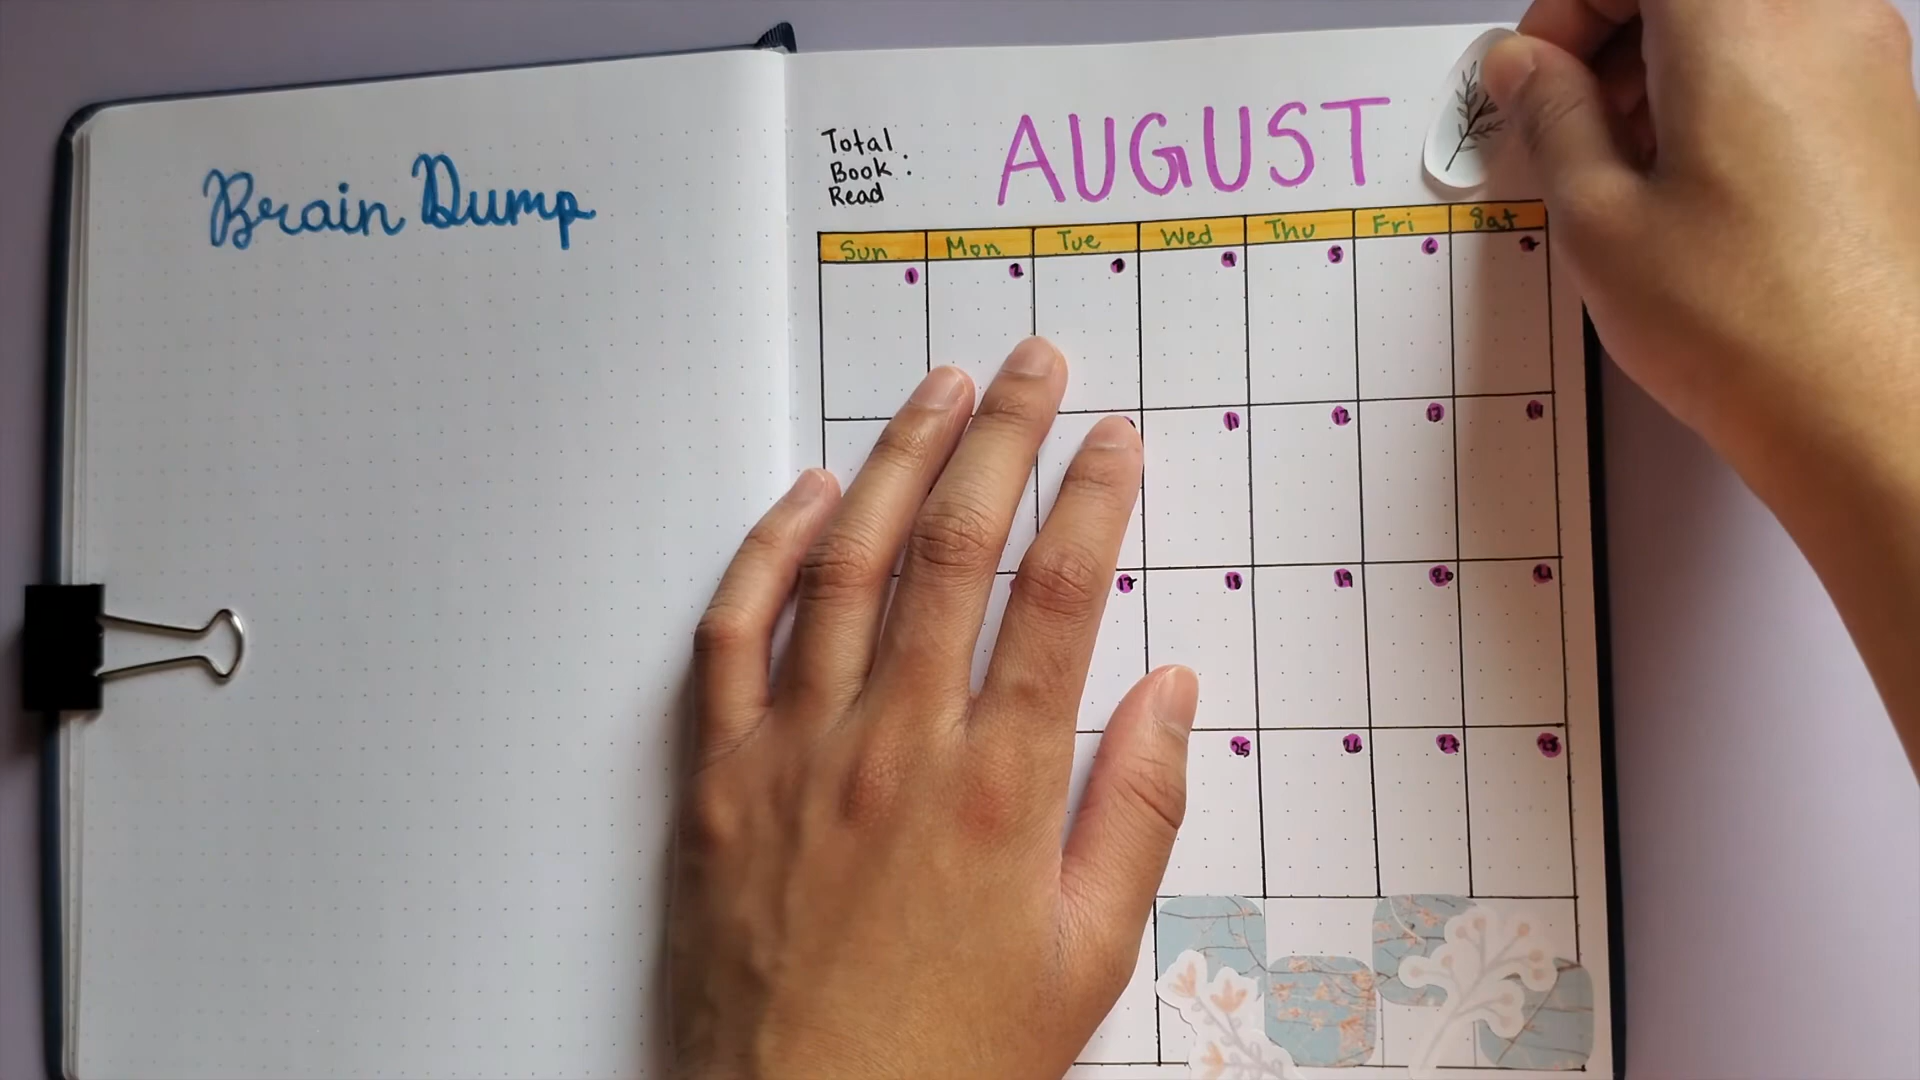 Brain Dump
Total
Book :
Read
AUGUST
Sun Mon Tue Wed Thu Fri Sat
1 2 3 4 5 6 7
11 12 13 14
17 18 19 20 21
25 26 27 28